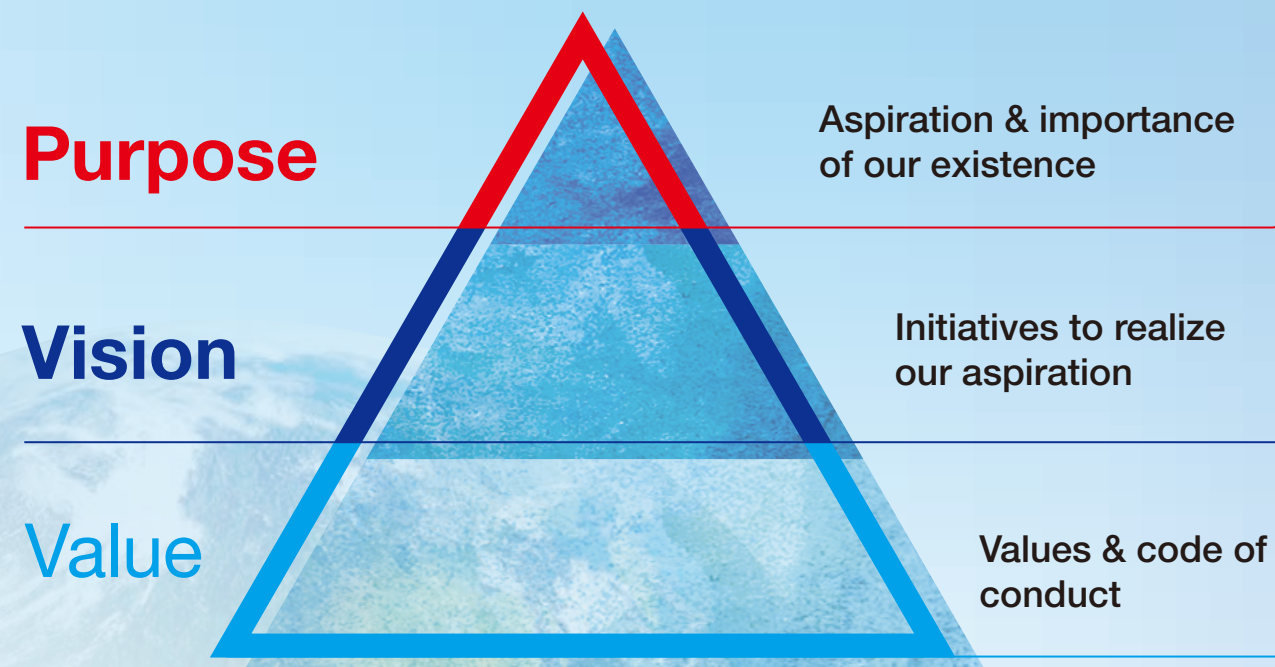 Purpose
Aspiration & importance
of our existence
Vision
Initiatives to realize
our aspiration
Value
Values & code of
conduct